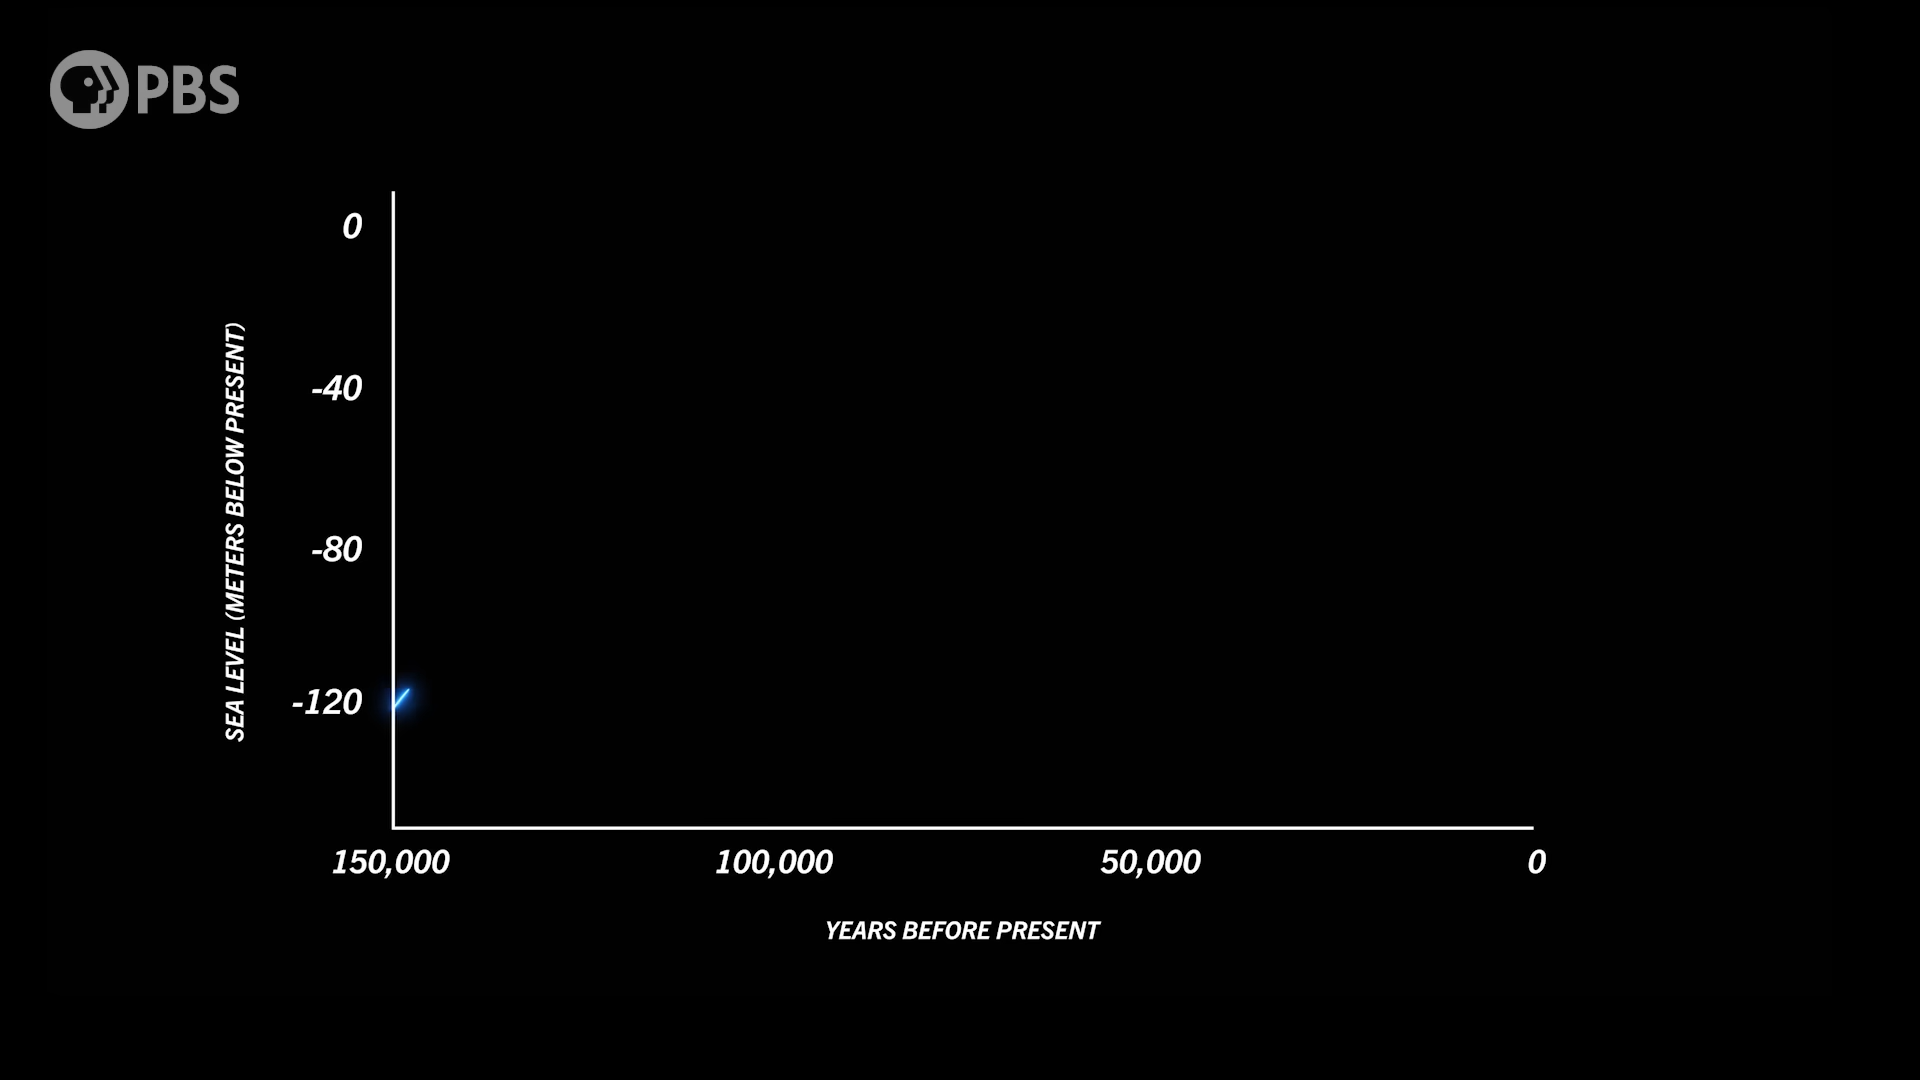 PBS
0
-40
-80
-120
SEA LEVEL (METERS BELOW PRESENT)
150,000 100,000 50,000 0
YEARS BEFORE PRESENT